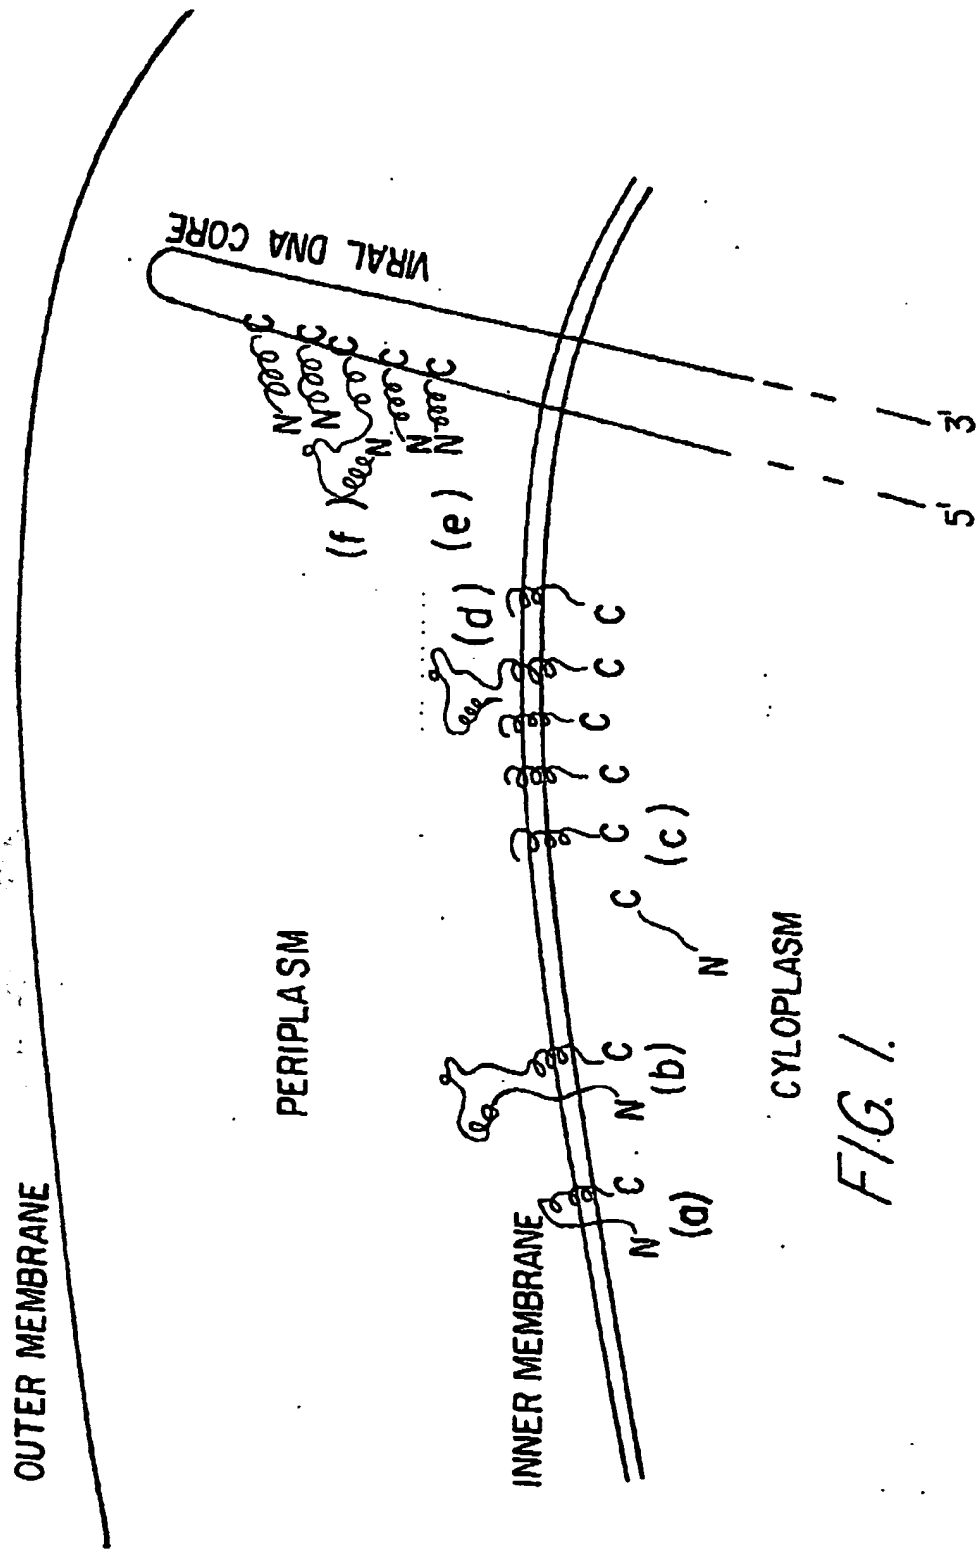 OUTER MEMBRANE
PERIPLASM
VIRAL DNA CORE
C
C
C
C
C
N
N
N
N
N
(f)
(e)
(d)
INNER MEMBRANE
N
C
(a)
N
C
(b)
N
C
C
(c)
C
C
C
C
5'
3'
CYLOPLASM
FIG. 1.